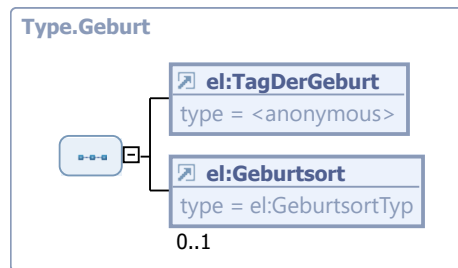 Type.Geburt
el:TagDerGeburt
type = <anonymous>
el:Geburtsort
type = el:GeburtsortTyp
0..1